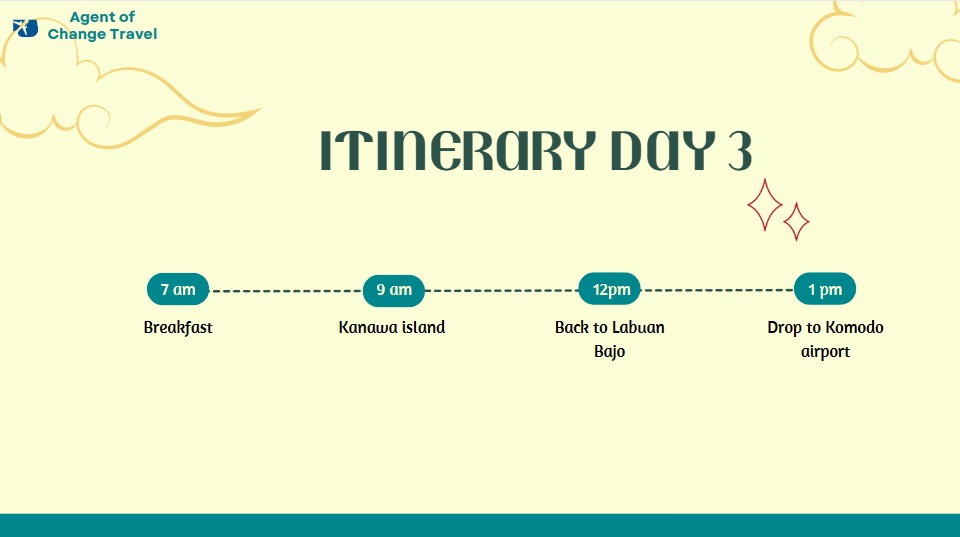 Agent of
Change Travel
ITINERARY DAY 3
7 am
9 am
12pm
1 pm
Breakfast
Kanawa island
Back to Labuan
Bajo
Drop to Komodo
airport